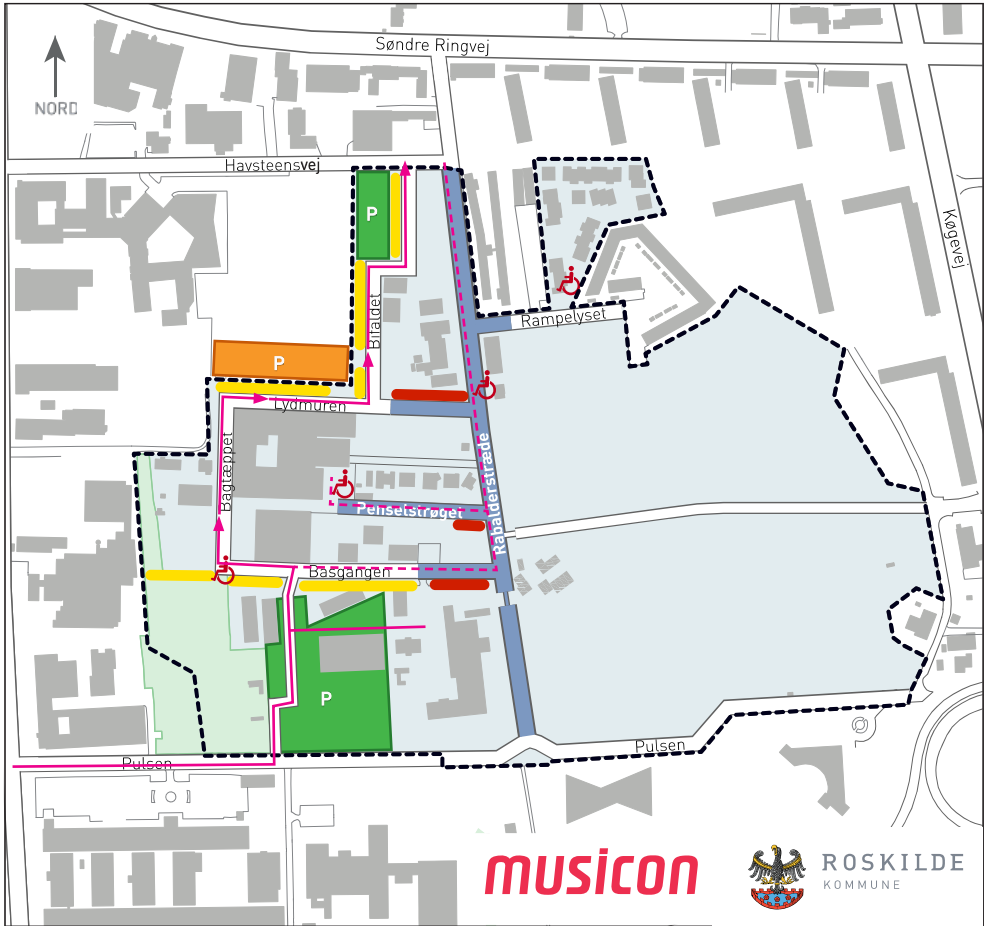 Søndre Ringvej
NORD
Havsteensvej
P
Køgevej
Bifaldet
Rampelyset
P
Lydmuren
Bagtæppet
Rabalderstræde
Penselstrøget
Basgangen
P
Pulsen
Pulsen
musicon
ROSKILDE
KOMMUNE